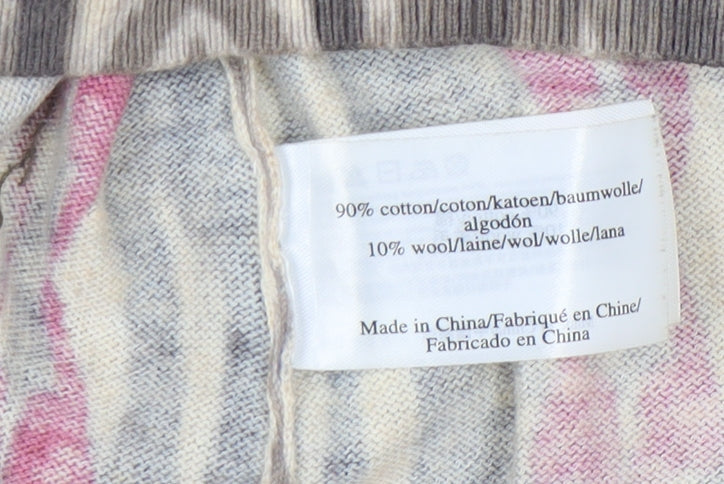 90% cotton/coton/katoen/baumwolle/
algodón
10% wool/laine/wol/wolle/lana
Made in China/Fabriqué en Chine/
Fabricado en China